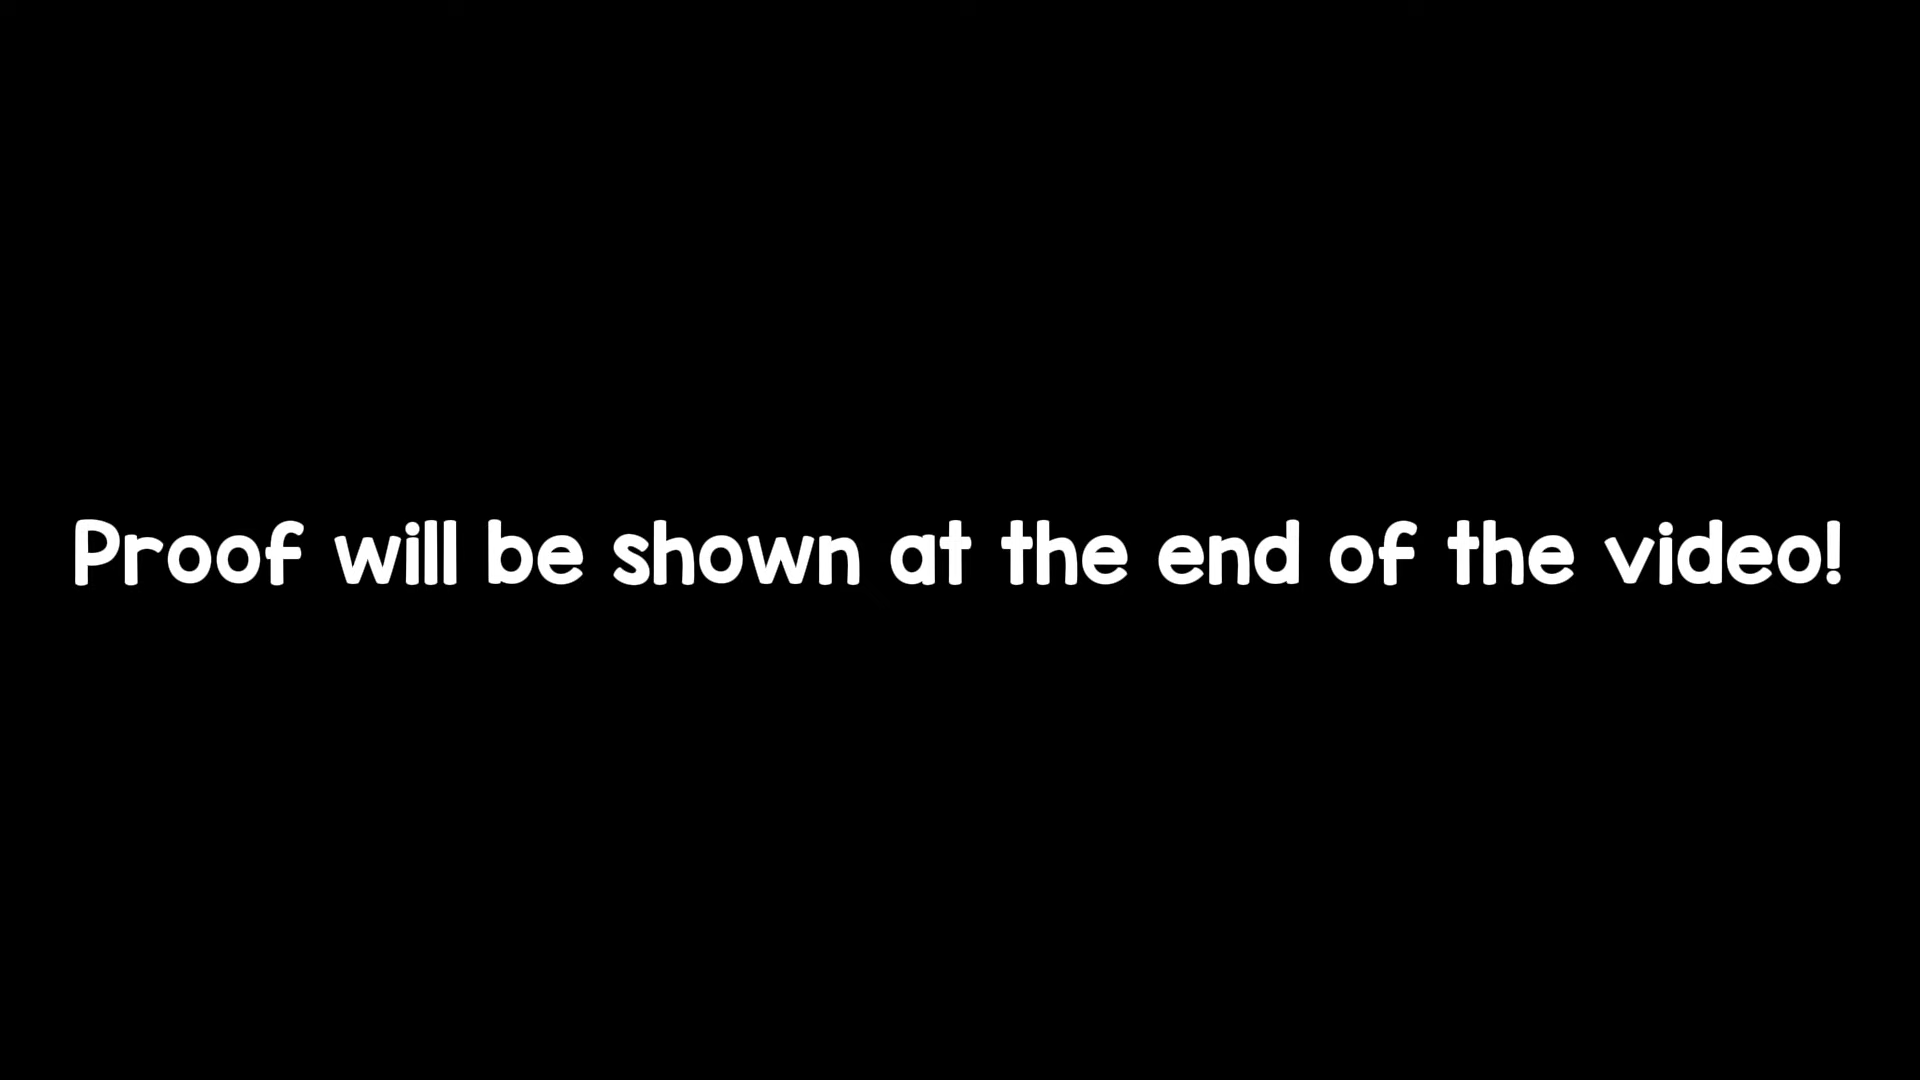 Proof will be shown at the end of the video!